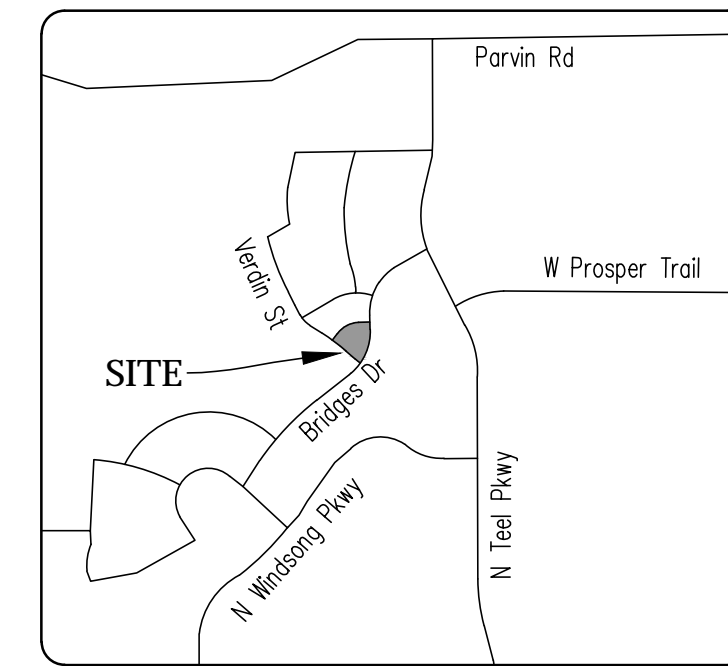 Parvin Rd
Verdin St
W Prosper Trail
SITE
Bridges Dr
N Windsong Pkwy
N Teel Pkwy